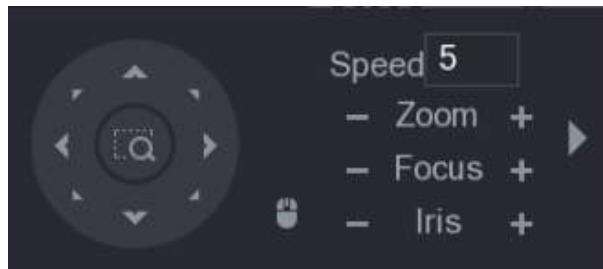 Speed 5
− Zoom +
− Focus +
− Iris +